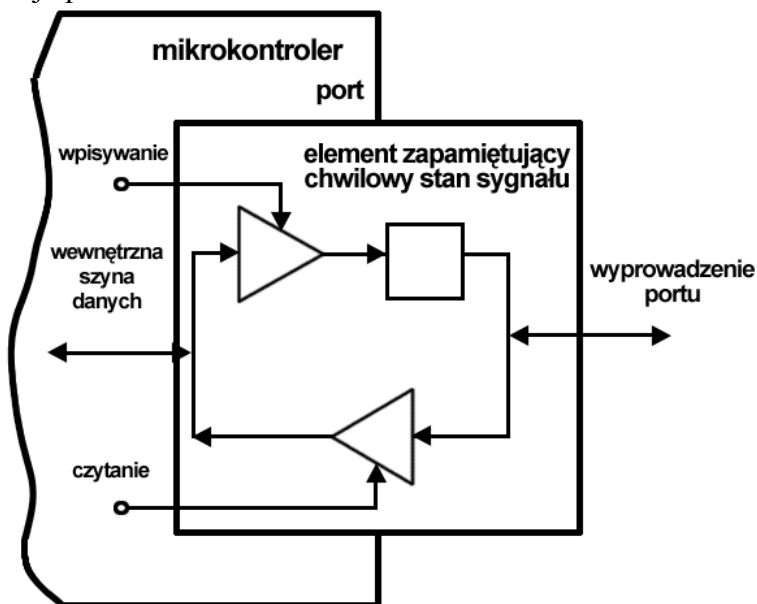 mikrokontroler
port
wpisywanie
element zapamiętujący
chwilowy stan sygnału
wewnętrzna
szyna
danych
wyprowadzenie
portu
czytanie